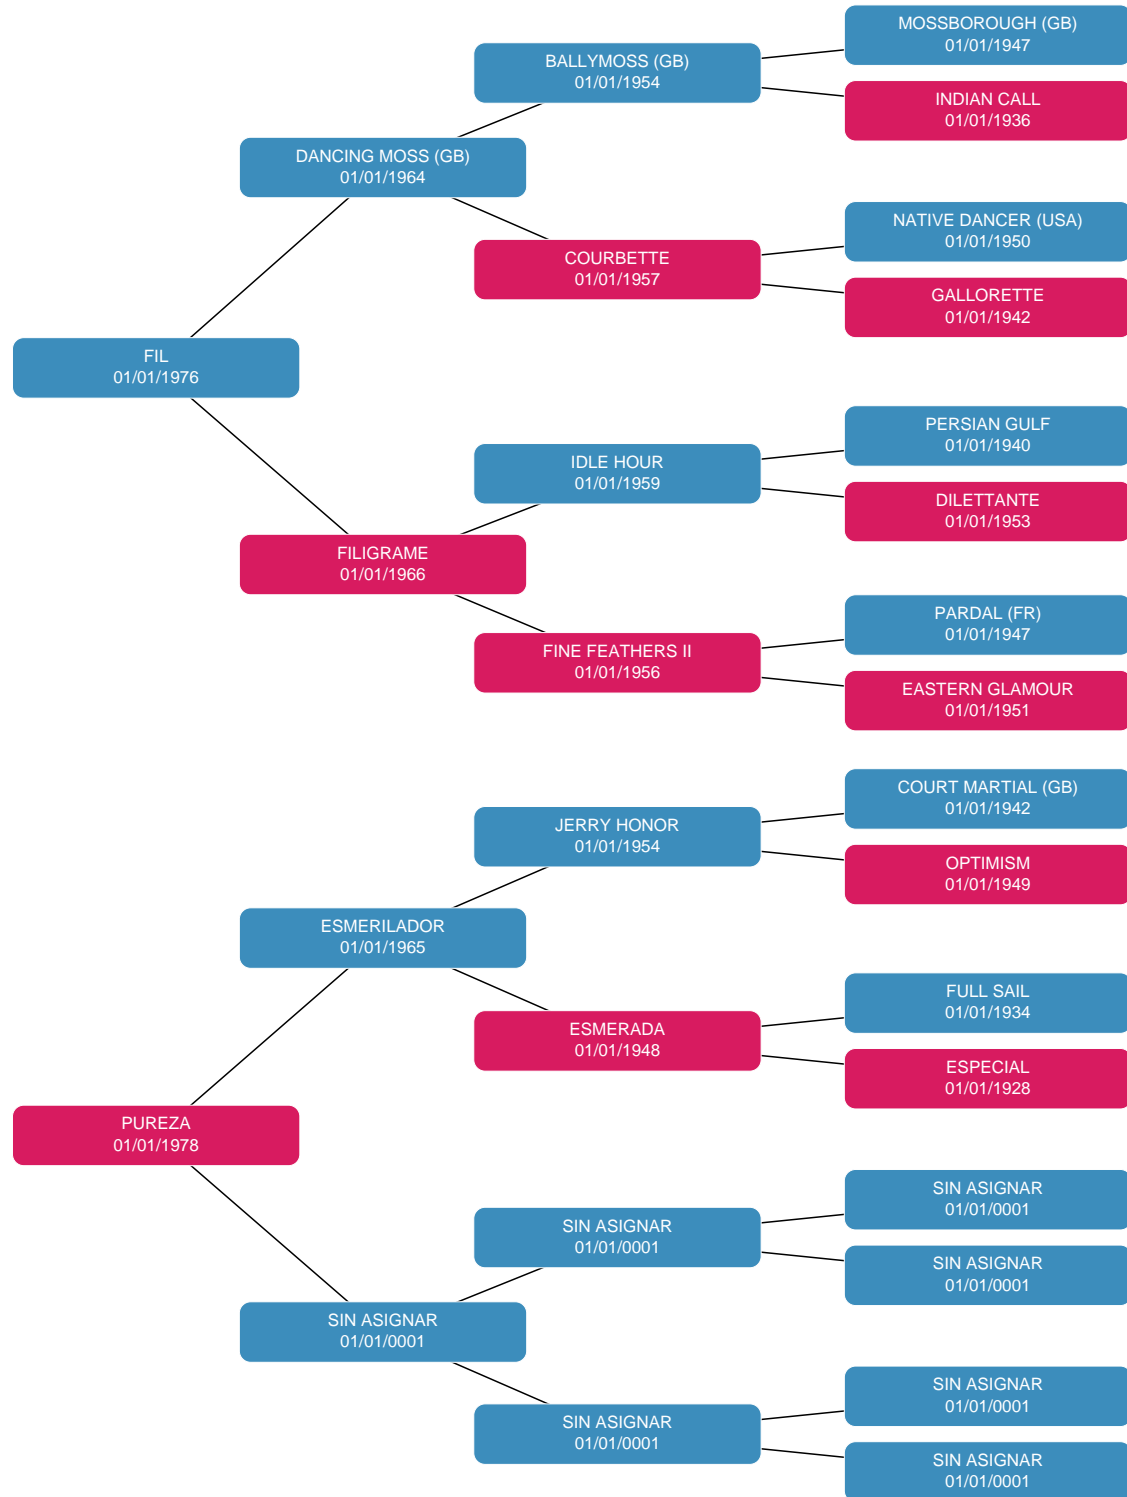 MOSSBOROUGH (GB)
01/01/1947
BALLYMOSS (GB)
01/01/1954
INDIAN CALL
01/01/1936
DANCING MOSS (GB)
01/01/1964
NATIVE DANCER (USA)
01/01/1950
COURBETTE
01/01/1957
GALLORETTE
01/01/1942
FIL
01/01/1976
PERSIAN GULF
01/01/1940
IDLE HOUR
01/01/1959
DILETTANTE
01/01/1953
FILIGRAME
01/01/1966
PARDAL (FR)
01/01/1947
FINE FEATHERS II
01/01/1956
EASTERN GLAMOUR
01/01/1951
COURT MARTIAL (GB)
01/01/1942
JERRY HONOR
01/01/1954
OPTIMISM
01/01/1949
ESMERILADOR
01/01/1965
FULL SAIL
01/01/1934
ESMERADA
01/01/1948
ESPECIAL
01/01/1928
PUREZA
01/01/1978
SIN ASIGNAR
01/01/0001
SIN ASIGNAR
01/01/0001
SIN ASIGNAR
01/01/0001
SIN ASIGNAR
01/01/0001
SIN ASIGNAR
01/01/0001
SIN ASIGNAR
01/01/0001
SIN ASIGNAR
01/01/0001